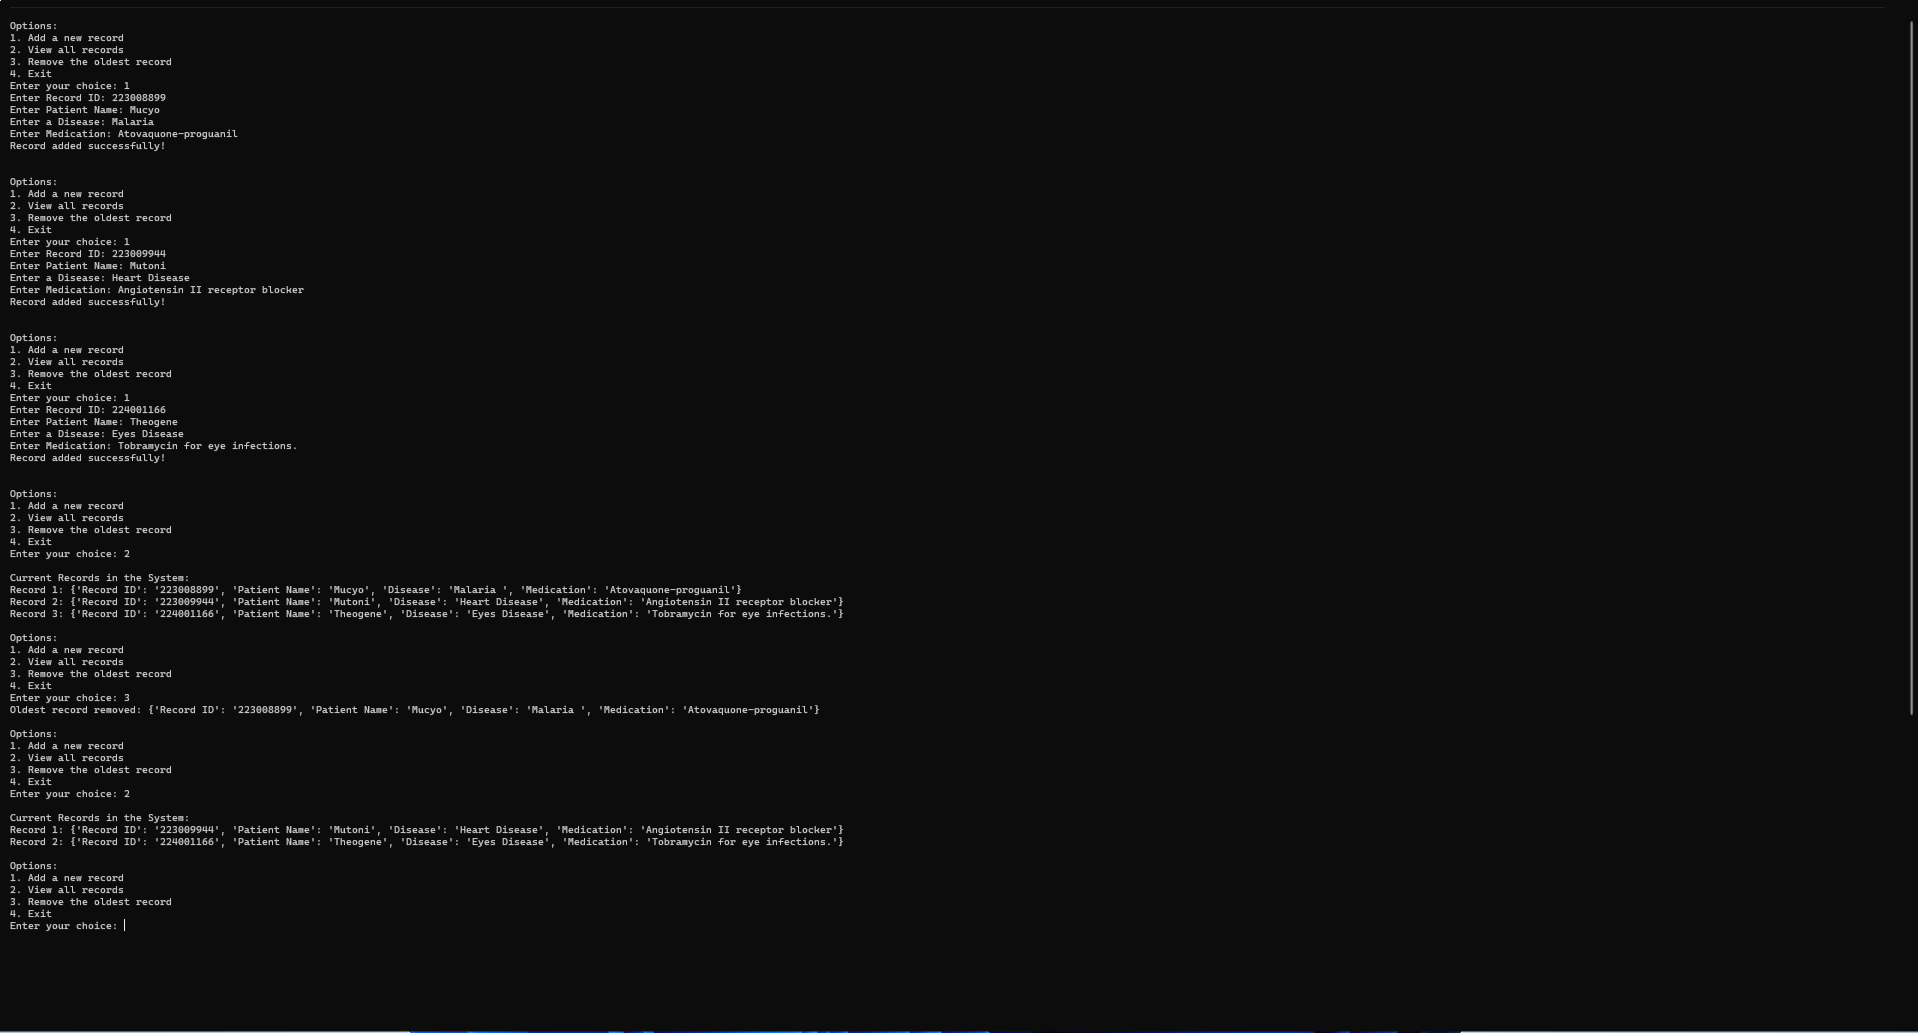 Options:
1. Add a new record
2. View all records
3. Remove the oldest record
4. Exit
Enter your choice: 1
Enter Record ID: 223008899
Enter Patient Name: Mucyo
Enter a Disease: Malaria
Enter Medication: Atovaquone-proguanil
Record added successfully!
Options:
1. Add a new record
2. View all records
3. Remove the oldest record
4. Exit
Enter your choice: 1
Enter Record ID: 223009944
Enter Patient Name: Mutoni
Enter a Disease: Heart Disease
Enter Medication: Angiotensin II receptor blocker
Record added successfully!
Options:
1. Add a new record
2. View all records
3. Remove the oldest record
4. Exit
Enter your choice: 1
Enter Record ID: 224001166
Enter Patient Name: Theogene
Enter a Disease: Eyes Disease
Enter Medication: Tobramycin for eye infections.
Record added successfully!
Options:
1. Add a new record
2. View all records
3. Remove the oldest record
4. Exit
Enter your choice: 2
Current Records in the System:
Record 1: {'Record ID': '223008899', 'Patient Name': 'Mucyo', 'Disease': 'Malaria ', 'Medication': 'Atovaquone-proguanil'}
Record 2: {'Record ID': '223009944', 'Patient Name': 'Mutoni', 'Disease': 'Heart Disease', 'Medication': 'Angiotensin II receptor blocker'}
Record 3: {'Record ID': '224001166', 'Patient Name': 'Theogene', 'Disease': 'Eyes Disease', 'Medication': 'Tobramycin for eye infections.'}
Options:
1. Add a new record
2. View all records
3. Remove the oldest record
4. Exit
Enter your choice: 3
Oldest record removed: {'Record ID': '223008899', 'Patient Name': 'Mucyo', 'Disease': 'Malaria ', 'Medication': 'Atovaquone-proguanil'}
Options:
1. Add a new record
2. View all records
3. Remove the oldest record
4. Exit
Enter your choice: 2
Current Records in the System:
Record 1: {'Record ID': '223009944', 'Patient Name': 'Mutoni', 'Disease': 'Heart Disease', 'Medication': 'Angiotensin II receptor blocker'}
Record 2: {'Record ID': '224001166', 'Patient Name': 'Theogene', 'Disease': 'Eyes Disease', 'Medication': 'Tobramycin for eye infections.'}
Options:
1. Add a new record
2. View all records
3. Remove the oldest record
4. Exit
Enter your choice: